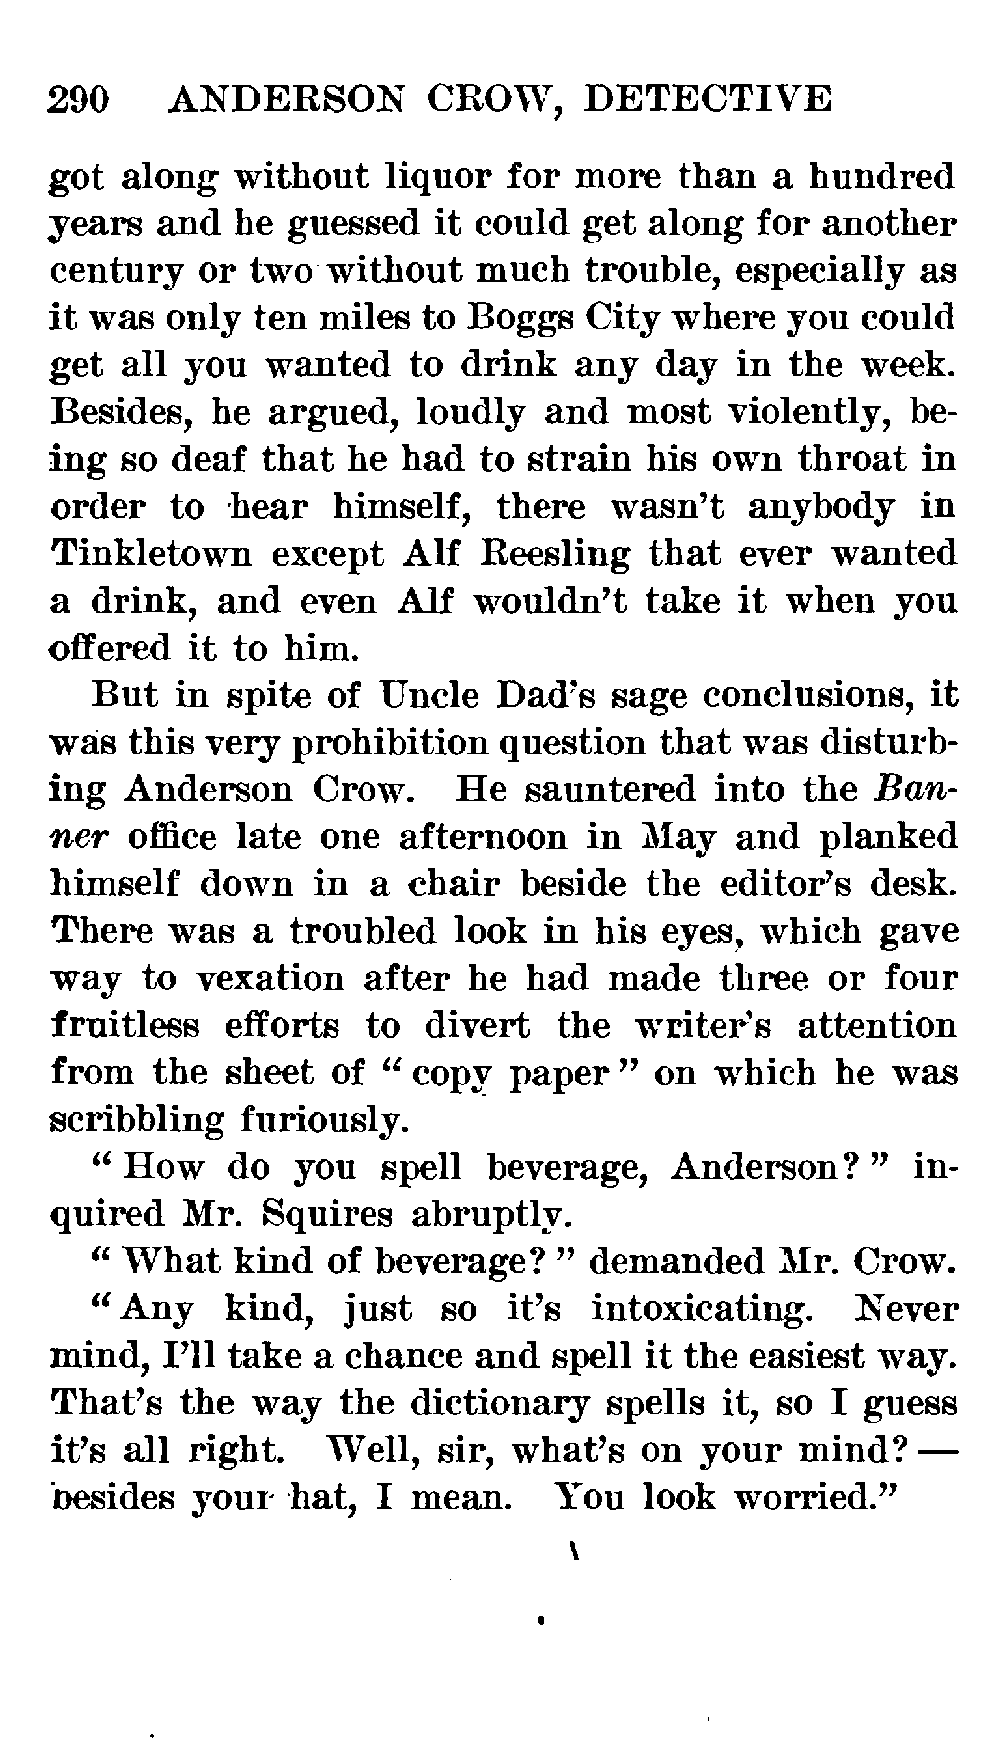 290 ANDERSON CROW, DETECTIVE
got along without liquor for more than a hundred
years and he guessed it could get along for another
century or two without much trouble, especially as
it was only ten miles to Boggs City where you could
get all you wanted to drink any day in the week.
Besides, he argued, loudly and most violently, be-
ing so deaf that he had to strain his own throat in
order to hear himself, there wasn't anybody in
Tinkletown except Alf Reesling that ever wanted
a drink, and even Alf wouldn't take it when you
offered it to him.
But in spite of Uncle Dad's sage conclusions, it
was this very prohibition question that was disturb-
ing Anderson Crow. He sauntered into the Ban-
ner office late one afternoon in May and planked
himself down in a chair beside the editor's desk.
There was a troubled look in his eyes, which gave
way to vexation after he had made three or four
fruitless efforts to divert the writer's attention
from the sheet of " copy paper " on which he was
scribbling furiously.
" How do you spell beverage, Anderson? " in-
quired Mr. Squires abruptly.
" What kind of beverage? " demanded Mr. Crow.
" Any kind, just so it's intoxicating. Never
mind, I'll take a chance and spell it the easiest way.
That's the way the dictionary spells it, so I guess
it's all right. Well, sir, what's on your mind? —
besides your hat, I mean. You look worried."